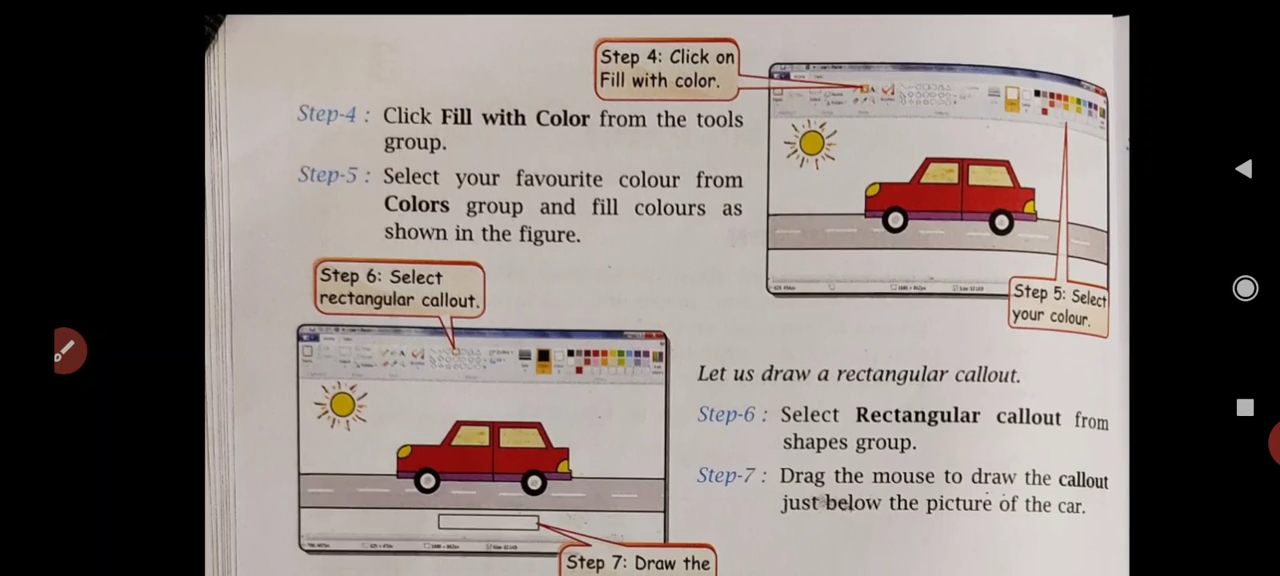 Step 4: Click on
Fill with color.
Step-4 : Click Fill with Color from the tools
group.
Step-5 : Select your favourite colour from
Colors group and fill colours as
shown in the figure.
Step 5: Select
your colour.
Step 6: Select
rectangular callout.
Let us draw a rectangular callout.
Step-6 : Select Rectangular callout from
shapes group.
Step-7 : Drag the mouse to draw the callout
just below the picture of the car.
Step 7: Draw the